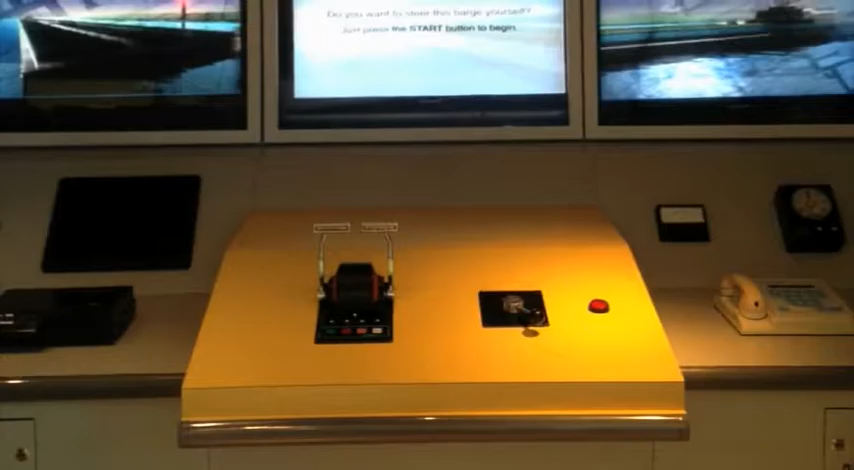 Do you want to steer this barge yourself?
Just press the START button to begin.